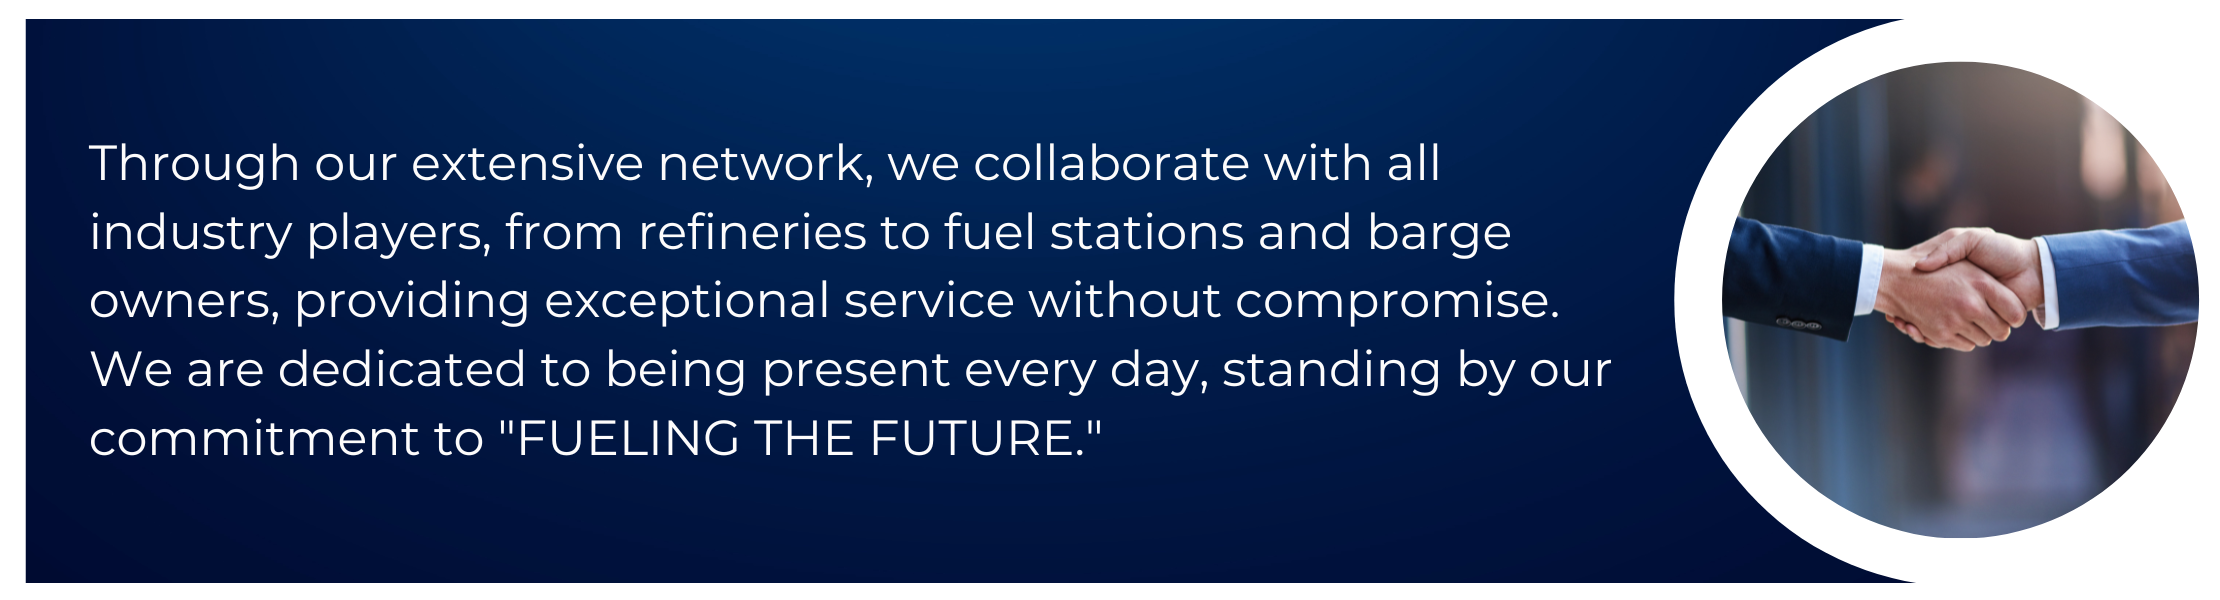 Through our extensive network, we collaborate with all
industry players, from refineries to fuel stations and barge
owners, providing exceptional service without compromise.
We are dedicated to being present every day, standing by our
commitment to "FUELING THE FUTURE."